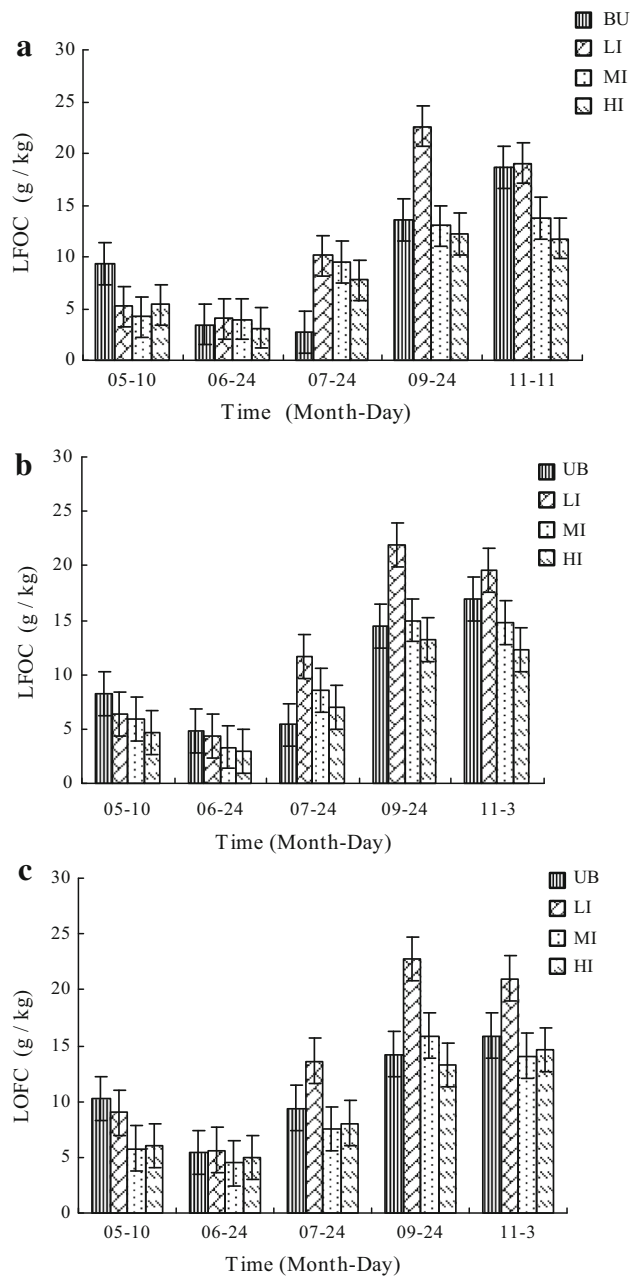 a
BU
LI
MI
HI
30
25
20
15
10
5
0
LFOC (g / kg)
05-10 06-24 07-24 09-24 11-11
Time (Month-Day)
b
UB
LI
MI
HI
30
25
20
15
10
5
0
LFOC (g / kg)
05-10 06-24 07-24 09-24 11-3
Time (Month-Day)
c
UB
LI
MI
HI
30
25
20
15
10
5
0
LOFC (g / kg)
05-10 06-24 07-24 09-24 11-3
Time (Month-Day)